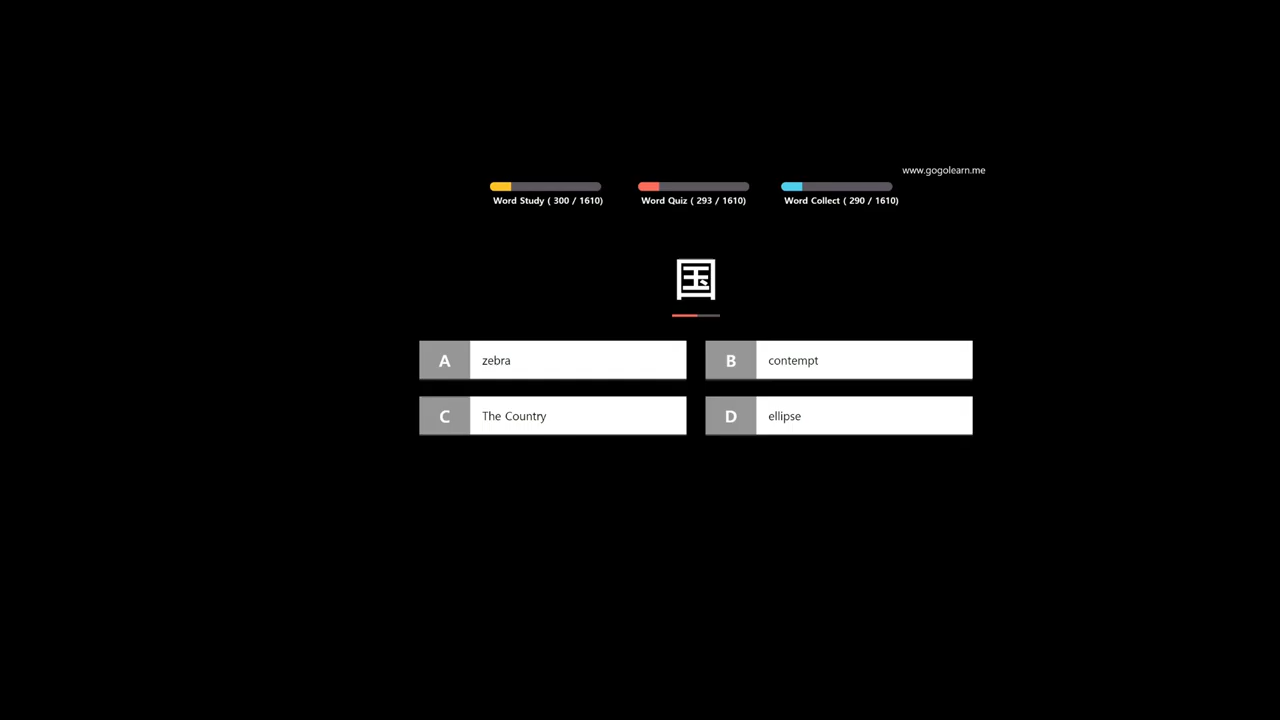 www.gogolearn.me
Word Study ( 300 / 1610)
Word Quiz ( 293 / 1610)
Word Collect ( 290 / 1610)
国
A zebra
B contempt
C The Country
D ellipse